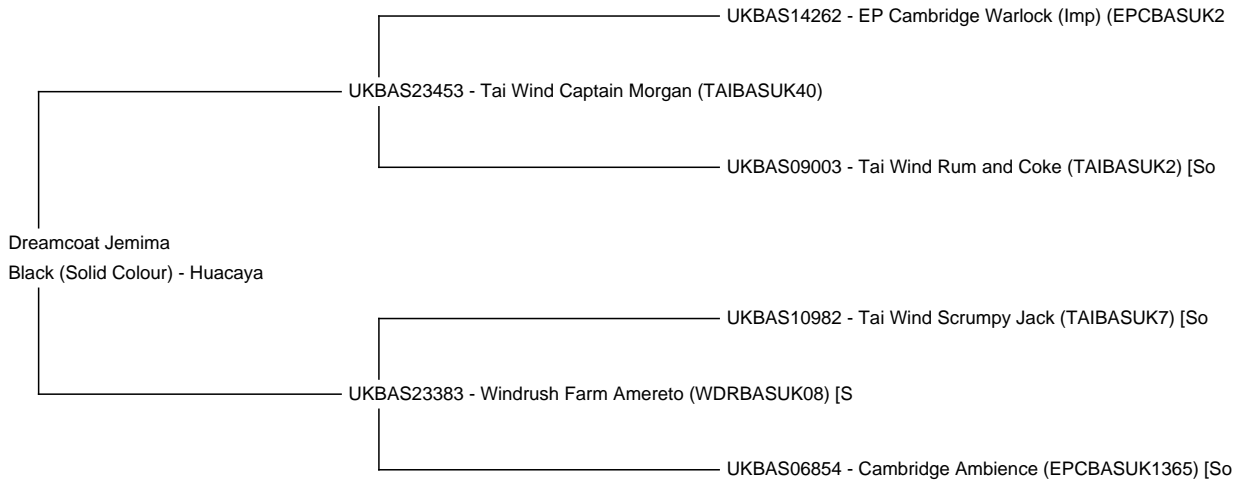 UKBAS14262 - EP Cambridge Warlock (Imp) (EPCBASUK2
UKBAS23453 - Tai Wind Captain Morgan (TAIBASUK40)
UKBAS09003 - Tai Wind Rum and Coke (TAIBASUK2) [So
Dreamcoat Jemima
Black (Solid Colour) - Huacaya
UKBAS10982 - Tai Wind Scrumpy Jack (TAIBASUK7) [So
UKBAS23383 - Windrush Farm Amereto (WDRBASUK08) [S
UKBAS06854 - Cambridge Ambience (EPCBASUK1365) [So